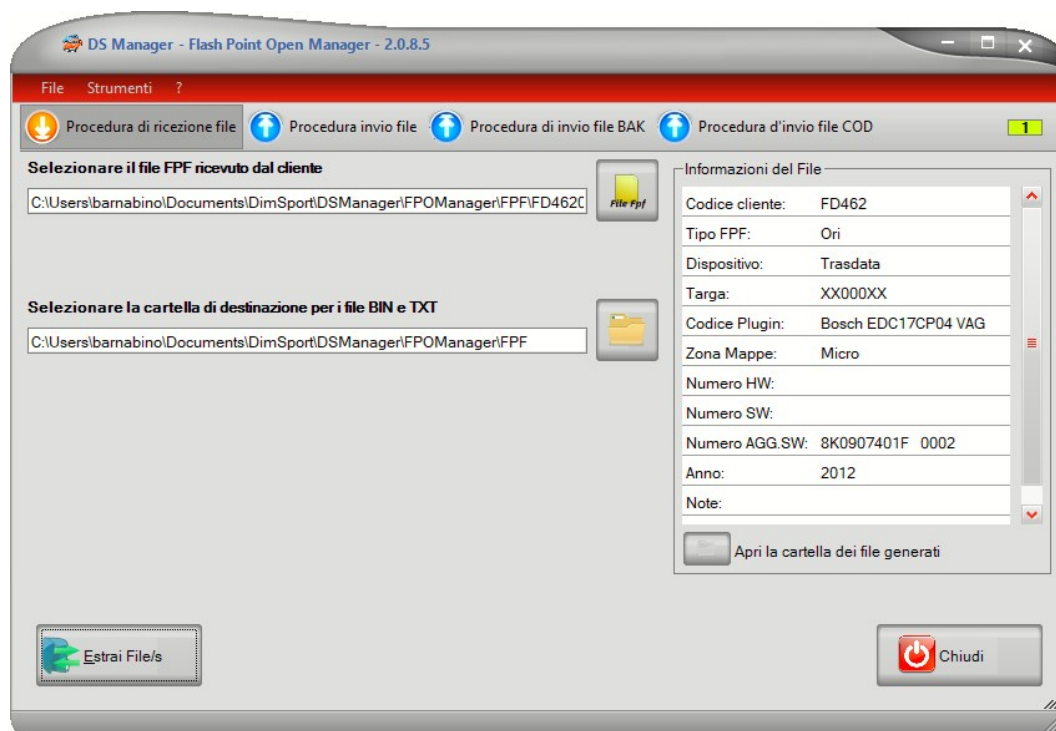 DS Manager - Flash Point Open Manager - 2.0.8.5
File Strumenti ?
Procedura di ricezione file Procedura invio file Procedura di invio file BAK Procedura d'invio file COD 1
Selezionare il file FPF ricevuto dal cliente
C:\Users\barnabino\Documents\DimSport\DSManager\FPOManager\FPF\FD462
File Fpf
Selezionare la cartella di destinazione per i file BIN e TXT
C:\Users\barnabino\Documents\DimSport\DSManager\FPOManager\FPF
Informazioni del File
Codice cliente: FD462
Tipo FPF: Ori
Dispositivo: Trasdata
Targa: XX000XX
Codice Plugin: Bosch EDC17CP04 VAG
Zona Mappe: Micro
Numero HW:
Numero SW:
Numero AGG.SW: 8K0907401F 0002
Anno: 2012
Note:
Apri la cartella dei file generati
Estrai File/s
Chiudi